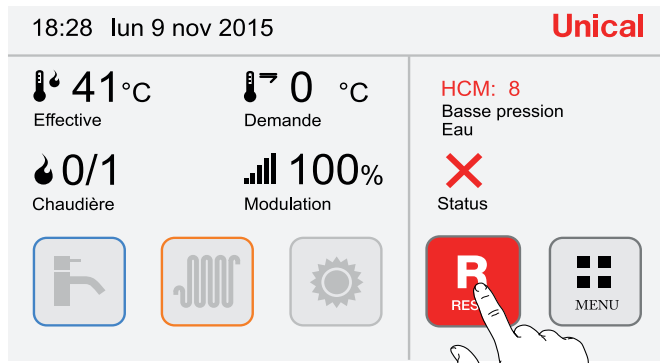 18:28 lun 9 nov 2015
Unical
41°C
Effective
0 °C
Demande
HCM: 8
Basse pression
Eau
0/1
Chaudière
100%
Modulation
Status
R
MENU